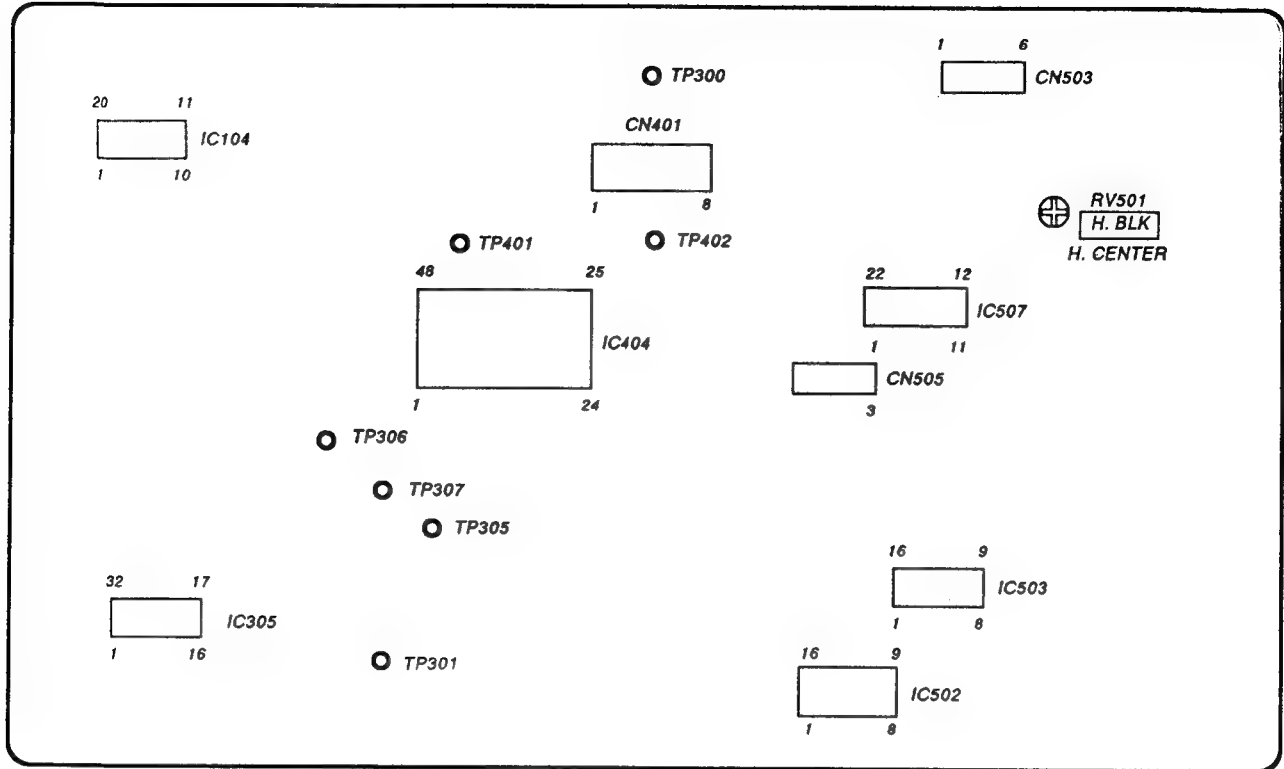 1 6
TP300
CN503
20 11
CN401
IC104
1 10
1 8
RV501
H. BLK
TP401
TP402
H. CENTER
48 25
22 12
IC507
IC404
1 11
CN505
1 24
3
TP306
TP307
TP305
16 9
32 17
IC503
IC305
1 8
1 16
16 9
TP301
IC502
1 8